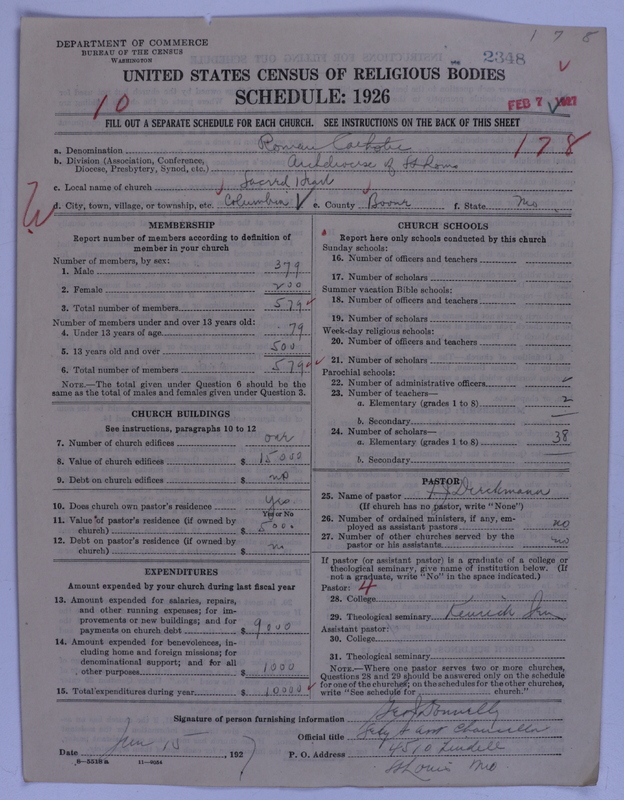 178
DEPARTMENT OF COMMERCE
BUREAU OF THE CENSUS
WASHINGTON
2348
UNITED STATES CENSUS OF RELIGIOUS BODIES
SCHEDULE: 1926
10
FEB 7 1927
FILL OUT A SEPARATE SCHEDULE FOR EACH CHURCH. SEE INSTRUCTIONS ON THE BACK OF THIS SHEET
a. Denomination Roman Catholic
178
b. Division (Association, Conference, Diocese, Presbytery, Synod, etc.) Archdiocese of St Louis
c. Local name of church Sacred Heart
d. City, town, village, or township, etc. Columbia e. County Boone f. State Mo
MEMBERSHIP
Report number of members according to definition of
member in your church
Number of members, by sex:
1. Male 379
2. Female 200
3. Total number of members 579
Number of members under and over 13 years old:
4. Under 13 years of age 79
5. 13 years old and over 500
6. Total number of members 579
NOTE.—The total given under Question 6 should be the
same as the total of males and females given under Question 3.
CHURCH BUILDINGS
See instructions, paragraphs 10 to 12
7. Number of church edifices one
8. Value of church edifices $ 15000
9. Debt on church edifices $ no
10. Does church own pastor's residence Yes
Yes or No
11. Value of pastor's residence (if owned by
church) $ 5000
12. Debt on pastor's residence (if owned by
church) $ no
EXPENDITURES
Amount expended by your church during last fiscal year
13. Amount expended for salaries, repairs,
and other running expenses; for im-
provements or new buildings; and for
payments on church debt $ 9000
14. Amount expended for benevolences, in-
cluding home and foreign missions; for
denominational support; and for all
other purposes $ 1000
15. Total expenditures during year $ 10000
CHURCH SCHOOLS
Report here only schools conducted by this church
Sunday schools:
16. Number of officers and teachers
17. Number of scholars
Summer vacation Bible schools:
18. Number of officers and teachers
19. Number of scholars
Week-day religious schools:
20. Number of officers and teachers
21. Number of scholars
Parochial schools:
22. Number of administrative officers
23. Number of teachers—
a. Elementary (grades 1 to 8) 2
b. Secondary —
24. Number of scholars—
a. Elementary (grades 1 to 8) 38
b. Secondary
PASTOR
25. Name of pastor Dieckmann
(If church has no pastor, write "None")
26. Number of ordained ministers, if any, em-
ployed as assistant pastors no
27. Number of other churches served by the
pastor or his assistants no
If pastor (or assistant pastor) is a graduate of a college or
theological seminary, give name of institution below. (If
not a graduate, write "No" in the space indicated.)
Pastor: 4
28. College
29. Theological seminary Kenrick Sem
Assistant pastor:
30. College
31. Theological seminary
NOTE.—Where one pastor serves two or more churches,
Questions 28 and 29 should be answered only on the schedule
for one of the churches; on the schedules for the other churches,
write "See schedule for church."
Signature of person furnishing information Geo J Donnelly
Official title Secy & asst Chancellor
Date Jan 15, 1927 P. O. Address 4510 Lindell
8—5519 a 11—9084
St Louis Mo